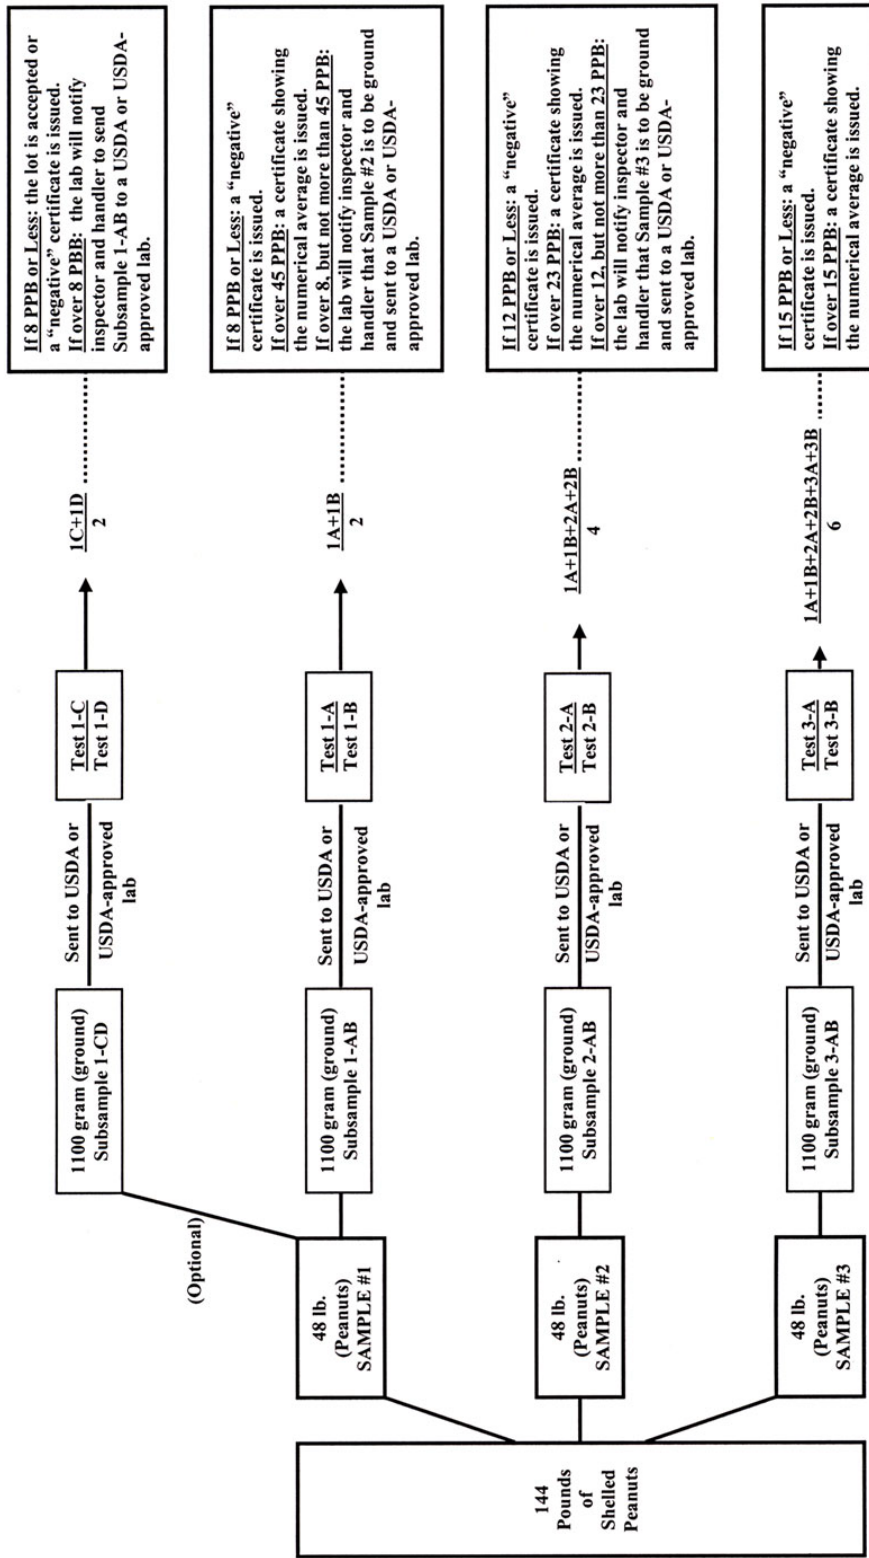 144
Pounds
of
Shelled
Peanuts
48 lb.
(Peanuts)
SAMPLE #1
48 lb.
(Peanuts)
SAMPLE #2
48 lb.
(Peanuts)
SAMPLE #3
(Optional)
1100 gram (ground)
Subsample 1-CD
Sent to USDA or
USDA-approved
lab
Test 1-C
Test 1-D
1C+1D
2
If 8 PPB or Less: the lot is accepted or
a “negative” certificate is issued.
If over 8 PBB: the lab will notify
inspector and handler to send
Subsample 1-AB to a USDA or USDA-
approved lab.
1100 gram (ground)
Subsample 1-AB
Sent to USDA or
USDA-approved
lab
Test 1-A
Test 1-B
1A+1B
2
If 8 PPB or Less: a “negative”
certificate is issued.
If over 45 PPB: a certificate showing
the numerical average is issued.
If over 8, but not more than 45 PPB:
the lab will notify inspector and
handler that Sample #2 is to be ground
and sent to a USDA or USDA-
approved lab.
1100 gram (ground)
Subsample 2-AB
Sent to USDA or
USDA-approved
lab
Test 2-A
Test 2-B
1A+1B+2A+2B
4
If 12 PPB or Less: a “negative”
certificate is issued.
If over 23 PPB: a certificate showing
the numerical average is issued.
If over 12, but not more than 23 PPB:
the lab will notify inspector and
handler that Sample #3 is to be ground
and sent to a USDA or USDA-
approved lab.
1100 gram (ground)
Subsample 3-AB
Sent to USDA or
USDA-approved
lab
Test 3-A
Test 3-B
1A+1B+2A+2B+3A+3B
6
If 15 PPB or Less: a “negative”
certificate is issued.
If over 15 PPB: a certificate showing
the numerical average is issued.